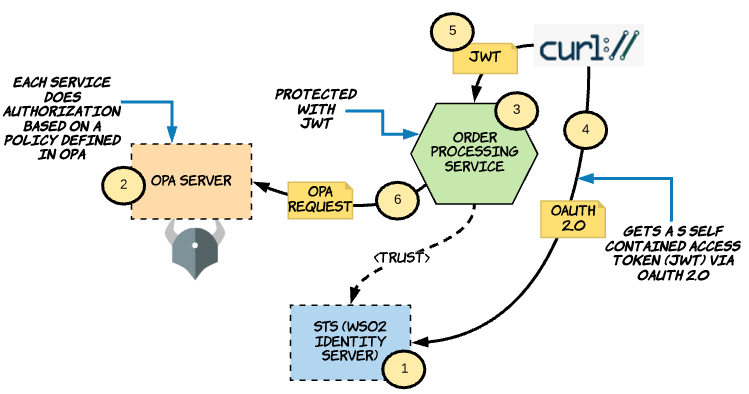 5
JWT
curl://
EACH SERVICE
DOES
AUTHORIZATION
BASED ON A
POLICY DEFINED
IN OPA
PROTECTED
WITH
JWT
3
ORDER
PROCESSING
SERVICE
4
2
OPA SERVER
OPA
REQUEST
6
OAUTH
2.0
GETS A S SELF
CONTAINED ACCESS
TOKEN (JWT) VIA
OAUTH 2.0
<TRUST>
STS (WSO2
IDENTITY
SERVER)
1